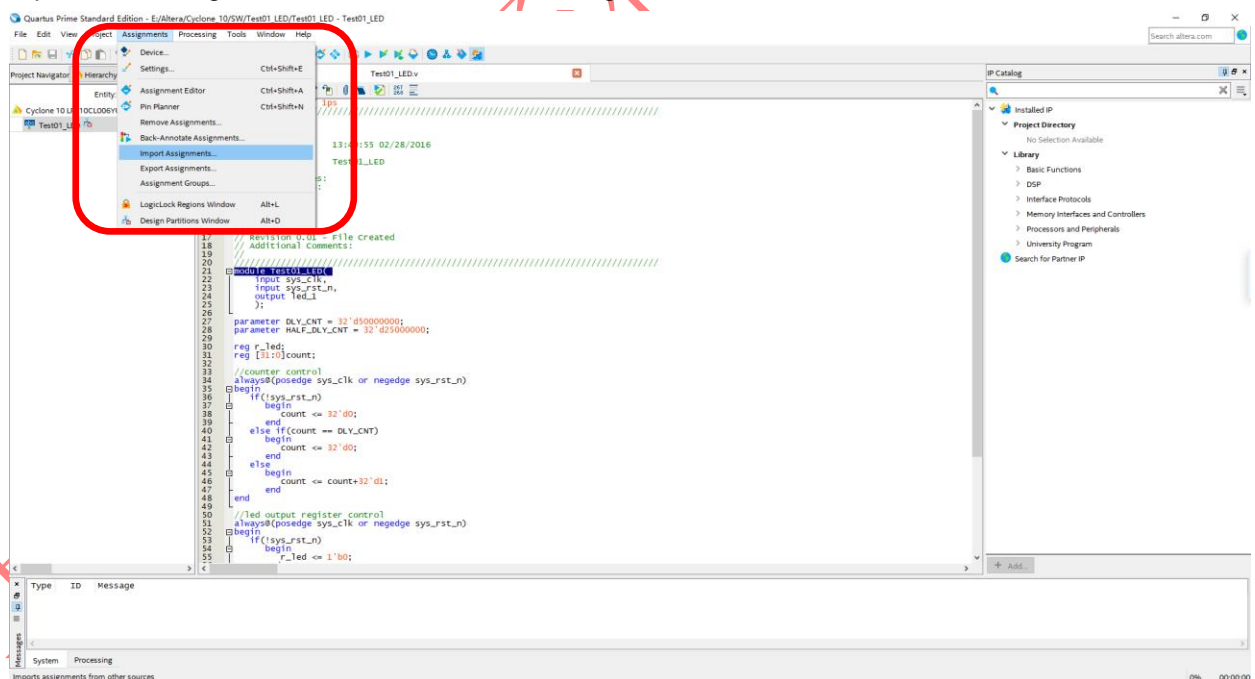 Quartus Prime Standard Edition - E:/Altera/Cyclone_10/SW/Test01_LED/Test01_LED - Test01_LED
File Edit View Project Assignments Processing Tools Window Help
Search altera.com
Device...
Settings... Ctrl+Shift+E
Assignment Editor Ctrl+Shift+A
Pin Planner Ctrl+Shift+N
Remove Assignments...
Back-Annotate Assignments...
Import Assignments...
Export Assignments...
Assignment Groups...
LogicLock Regions Window Alt+L
Design Partitions Window Alt+D
Project Navigator Hierarchy
Entity
Cyclone 10 LP
Test01_LED
Test01_LED.v
1ps
////////////////////////////////////////
02/28/2016
Test01_LED
17 // Revision 0.01 - File Created
18 // Additional Comments:
19 //
20 ////////////////////////////////////////////////////////////////////////////////
21 module Test01_LED(
22 input sys_clk,
23 input sys_rst_n,
24 output led_1
25 );
26
27 parameter DLY_CNT = 32'd50000000;
28 parameter HALF_DLY_CNT = 32'd25000000;
29
30 reg r_led;
31 reg [31:0]count;
32
33 //counter control
34 always@(posedge sys_clk or negedge sys_rst_n)
35 begin
36 if(!sys_rst_n)
37 begin
38 count <= 32'd0;
39 end
40 else if(count == DLY_CNT)
41 begin
42 count <= 32'd0;
43 end
44 else
45 begin
46 count <= count+32'd1;
47 end
48 end
49
50 //led output register control
51 always@(posedge sys_clk or negedge sys_rst_n)
52 begin
53 if(!sys_rst_n)
54 begin
55 r_led <= 1'b0;
IP Catalog
Installed IP
Project Directory
No Selection Available
Library
Basic Functions
DSP
Interface Protocols
Memory Interfaces and Controllers
Processors and Peripherals
University Program
Search for Partner IP
+ Add...
Type ID Message
Messages
System Processing
Imports assignments from other sources
0% 00:00:00